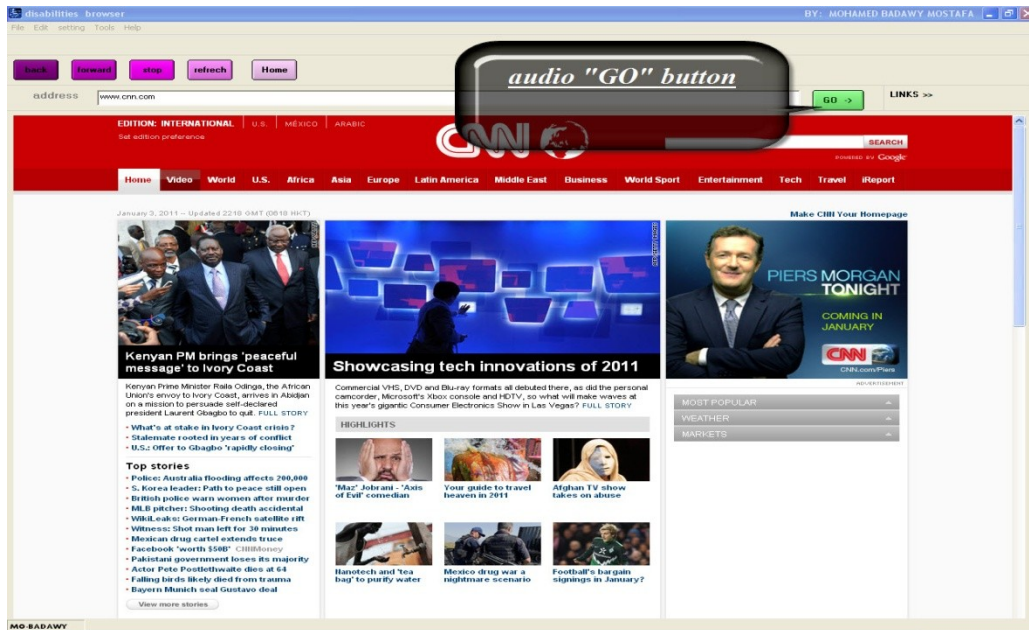 disabilities browser
BY: MOHAMED BADAWY MOSTAFA
File Edit setting Tools Help
back forward stop refrech Home
audio "GO" button
address www.cnn.com GO -> LINKS >>
EDITION: INTERNATIONAL U.S. MÉXICO ARABIC
Set edition preference
CNN
SEARCH
POWERED BY Google
Home Video World U.S. Africa Asia Europe Latin America Middle East Business World Sport Entertainment Tech Travel iReport
January 3, 2011 -- Updated 2218 GMT (0618 HKT)
Make CNN Your Homepage
Kenyan PM brings 'peaceful
message' to Ivory Coast
Kenyan Prime Minister Raila Odinga, the African
Union's envoy to Ivory Coast, arrives in Abidjan
on a mission to persuade self-declared
president Laurent Gbagbo to quit. FULL STORY
• What's at stake in Ivory Coast crisis?
• Stalemate rooted in years of conflict
• U.S.: Offer to Gbagbo 'rapidly closing'
Top stories
• Police: Australia flooding affects 200,000
• S. Korea leader: Path to peace still open
• British police warn women after murder
• MLB pitcher: Shooting death accidental
• WikiLeaks: German-French satellite rift
• Witness: Shot man left for 30 minutes
• Mexican drug cartel extends truce
• Facebook 'worth $50B' CNNMoney
• Pakistani government loses its majority
• Actor Pete Postlethwaite dies at 64
• Falling birds likely died from trauma
• Bayern Munich seal Gustavo deal
View more stories
Showcasing tech innovations of 2011
Commercial VHS, DVD and Blu-ray formats all debuted there, as did the personal
camcorder, Microsoft's Xbox console and HDTV, so what will make waves at
this year's gigantic Consumer Electronics Show in Las Vegas? FULL STORY
HIGHLIGHTS
'Maz' Jobrani - 'Axis
of Evil' comedian
Your guide to travel
heaven in 2011
Afghan TV show
takes on abuse
Nanotech and 'tea
bag' to purify water
Mexico drug war a
nightmare scenario
Football's bargain
signings in January?
PIERS MORGAN
TONIGHT
COMING IN
JANUARY
CNN
CNN.com/Piers
ADVERTISEMENT
MOST POPULAR
WEATHER
MARKETS
MO-BADAWY